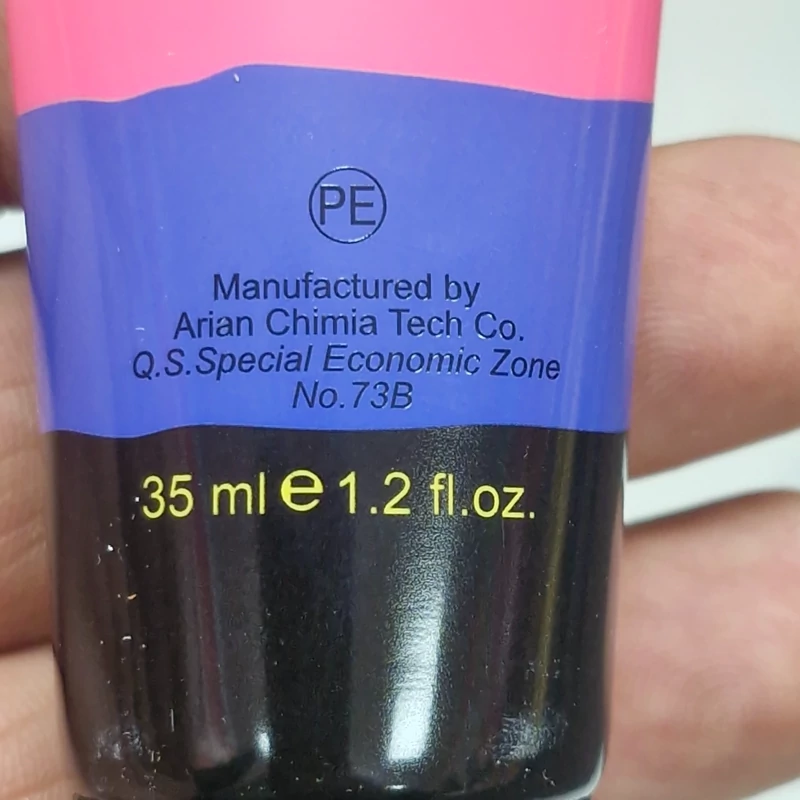 PE
Manufactured by
Arian Chimia Tech Co.
Q.S.Special Economic Zone
No.73B
35 ml e 1.2 fl.oz.